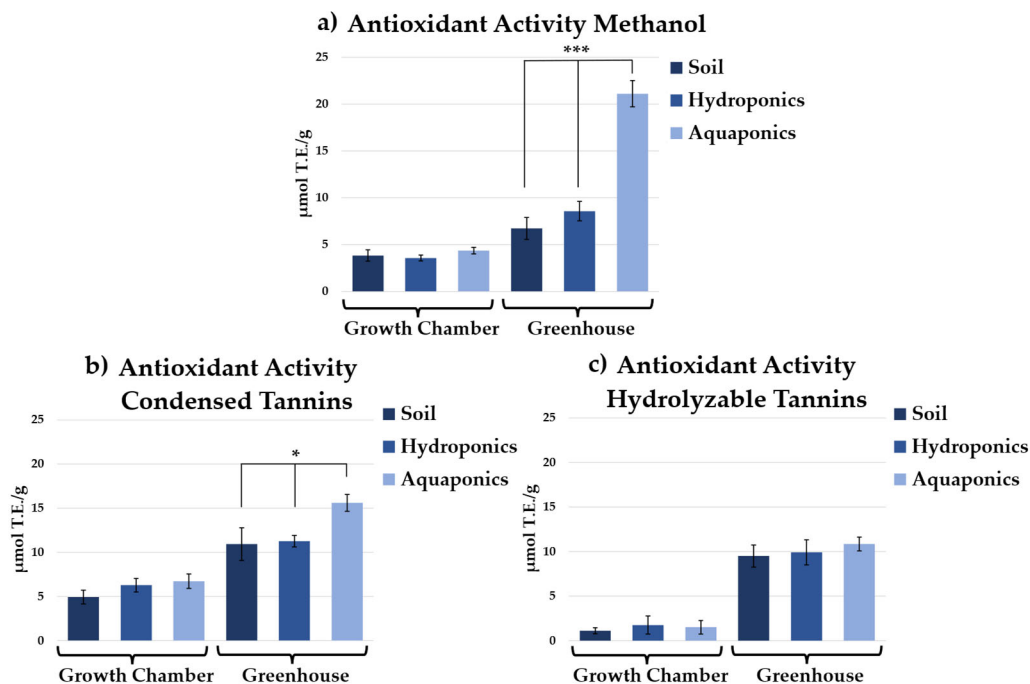 a) Antioxidant Activity Methanol
25
20
15
10
5
0
µmol T.E./g
***
Soil
Hydroponics
Aquaponics
Growth Chamber
Greenhouse
b) Antioxidant Activity
Condensed Tannins
25
20
15
10
5
0
µmol T.E./g
*
Soil
Hydroponics
Aquaponics
Growth Chamber
Greenhouse
c) Antioxidant Activity
Hydrolyzable Tannins
25
20
15
10
5
0
µmol T.E./g
Soil
Hydroponics
Aquaponics
Growth Chamber
Greenhouse